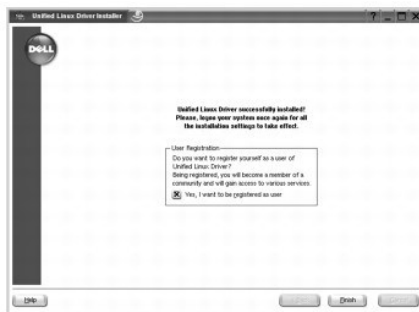 Unified Linux Driver Installer
DELL
Unified Linux Driver successfully installed!
Please, logon your system once again for all
the installation settings to take effect.
User Registration
Do you want to register yourself as a user of
Unified Linux Driver?
Being registered, you will become a member of a
community and will gain access to various services.
Yes, I want to be registered as user
Help
Finish